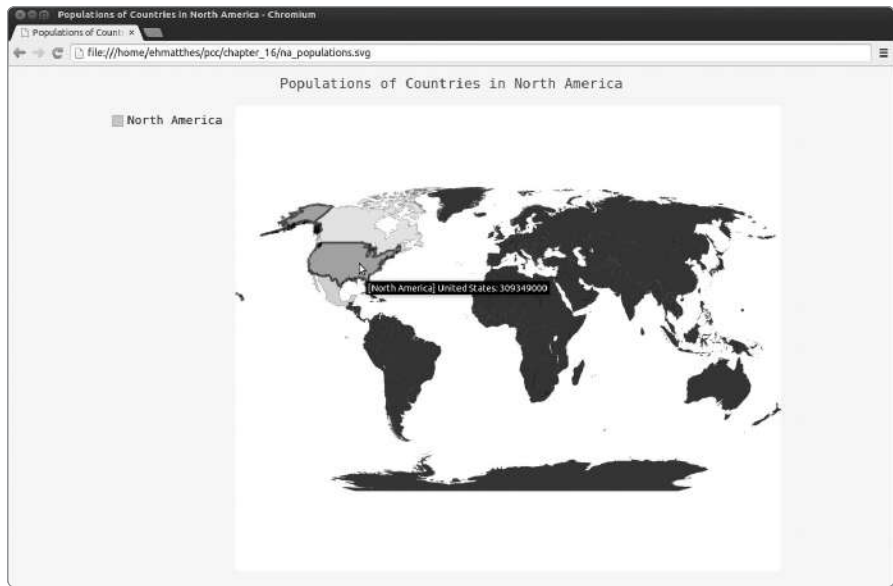 Populations of Countries in North America - Chromium
Populations of Count
file:///home/ehmatthes/pcc/chapter_16/na_populations.svg
Populations of Countries in North America
North America
[North America] United States: 309349000